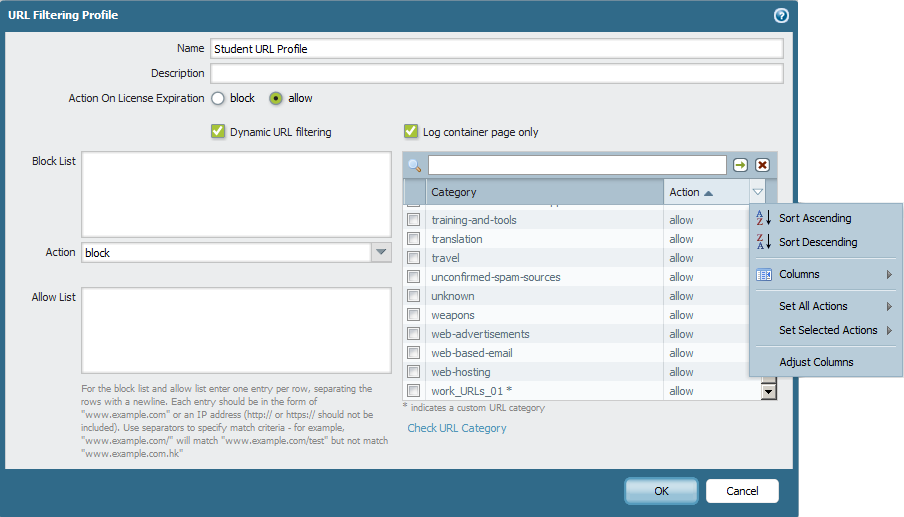 URL Filtering Profile
Name Student URL Profile
Description
Action On License Expiration block allow
Dynamic URL filtering Log container page only
Block List
Action block
Allow List
For the block list and allow list enter one entry per row, separating the
rows with a newline. Each entry should be in the form of
"www.example.com" or an IP address (http:// or https:// should not be
included). Use separators to specify match criteria - for example,
"www.example.com/" will match "www.example.com/test" but not match
"www.example.com.hk"
Category Action
training-and-tools allow
translation allow
travel allow
unconfirmed-spam-sources allow
unknown allow
weapons allow
web-advertisements allow
web-based-email allow
web-hosting allow
work_URLs_01 * allow
* indicates a custom URL category
Check URL Category
Sort Ascending
Sort Descending
Columns
Set All Actions
Set Selected Actions
Adjust Columns
OK Cancel